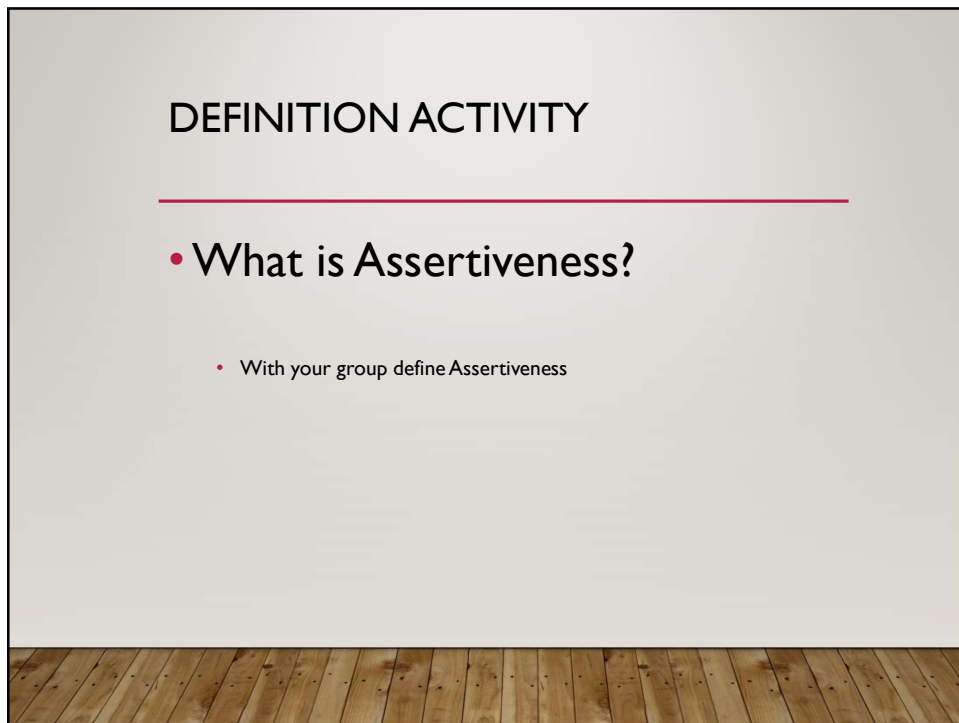 DEFINITION ACTIVITY
• What is Assertiveness?
• With your group define Assertiveness